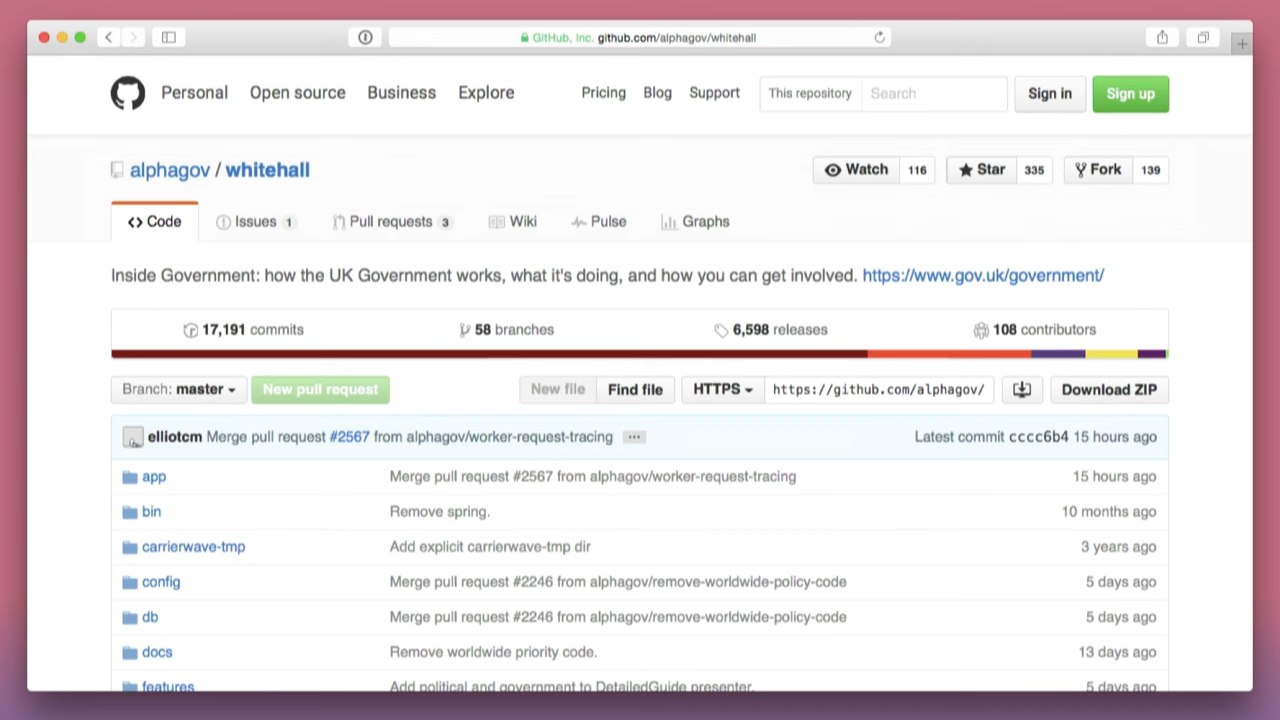 GitHub, Inc. github.com/alphagov/whitehall
Personal Open source Business Explore Pricing Blog Support This repository Search Sign in Sign up
alphagov / whitehall Watch 116 Star 335 Fork 139
Code Issues 1 Pull requests 3 Wiki Pulse Graphs
Inside Government: how the UK Government works, what it's doing, and how you can get involved. https://www.gov.uk/government/
17,191 commits 58 branches 6,598 releases 108 contributors
Branch: master New pull request New file Find file HTTPS https://github.com/alphagov/ Download ZIP
elliotcm Merge pull request #2567 from alphagov/worker-request-tracing ... Latest commit cccc6b4 15 hours ago
app Merge pull request #2567 from alphagov/worker-request-tracing 15 hours ago
bin Remove spring. 10 months ago
carrierwave-tmp Add explicit carrierwave-tmp dir 3 years ago
config Merge pull request #2246 from alphagov/remove-worldwide-policy-code 5 days ago
db Merge pull request #2246 from alphagov/remove-worldwide-policy-code 5 days ago
docs Remove worldwide priority code. 13 days ago
features Add political and government to DetailedGuide presenter. 5 days ago